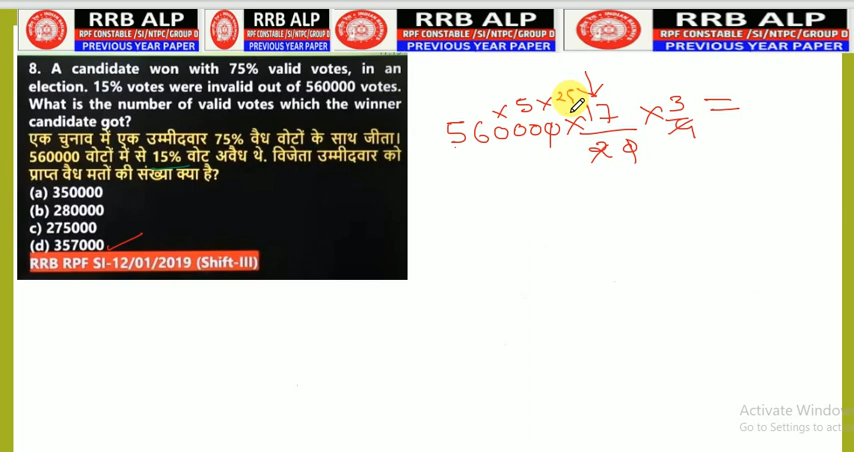 RRB ALP RRB ALP RRB ALP RRB ALP
RPF CONSTABLE /SI/NTPC/GROUP D RPF CONSTABLE /SI/NTPC/GROUP D RPF CONSTABLE /SI/NTPC/GROUP D RPF CONSTABLE /SI/NTPC/GROUP D
PREVIOUS YEAR PAPER PREVIOUS YEAR PAPER PREVIOUS YEAR PAPER PREVIOUS YEAR PAPER
8. A candidate won with 75% valid votes, in an
election. 15% votes were invalid out of 560000 votes.
What is the number of valid votes which the winner
candidate got?
एक चुनाव में एक उम्मीदवार 75% वैध वोटों के साथ जीता।
560000 वोटों में से 15% वोट अवैध थे. विजेता उम्मीदवार को
प्राप्त वैध मतों की संख्या क्या है?
(a) 350000
(b) 280000
c) 275000
(d) 357000
RRB RPF SI-12/01/2019 (Shift-III)
× 5 × 25
560000 × 17 × 3 =
20 4
Activate Window
Go to Settings to act